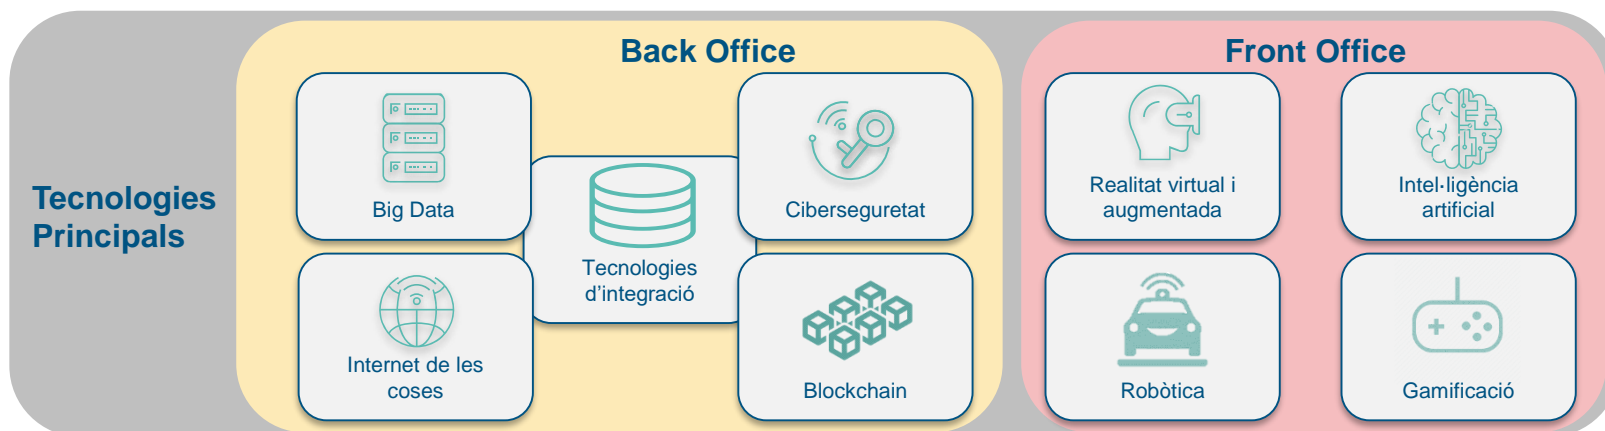 Tecnologies
Principals
Back Office
Big Data
Ciberseguretat
Tecnologies
d’integració
Internet de les
coses
Blockchain
Front Office
Realitat virtual i
augmentada
Intel·ligència
artificial
Robòtica
Gamificació